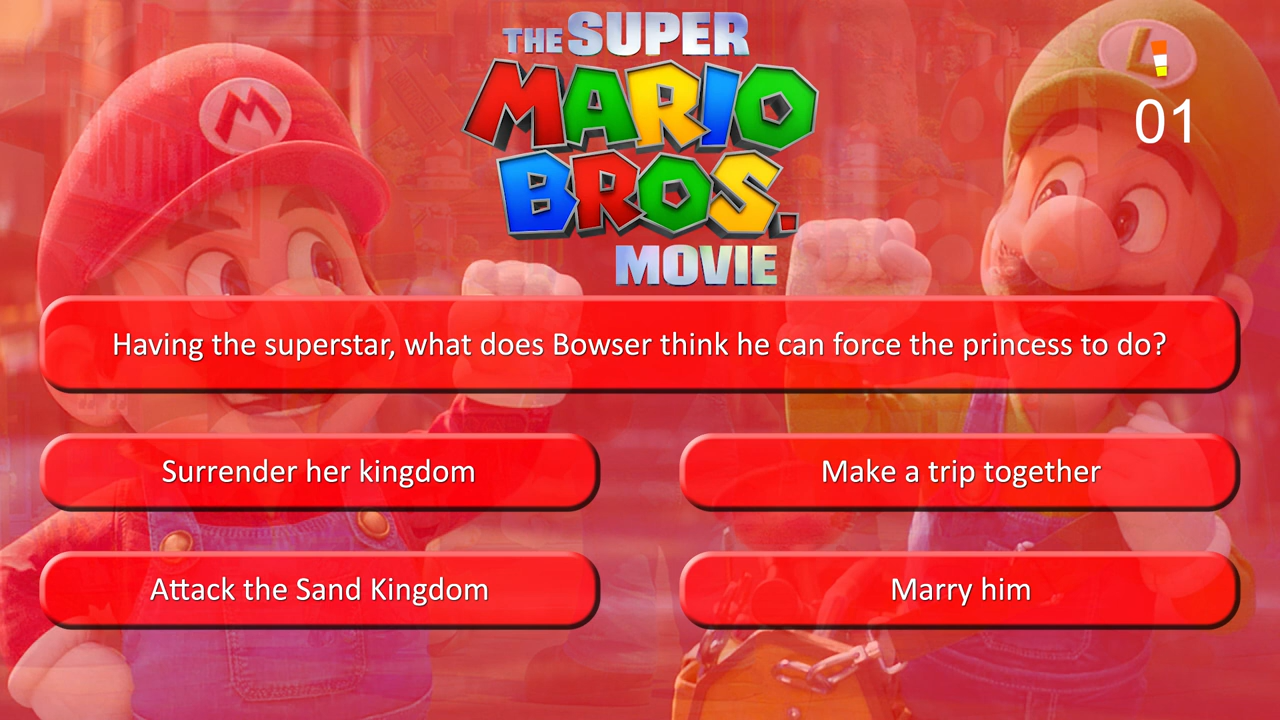 THE SUPER
MARIO
BROS.
MOVIE
M
L
01
Having the superstar, what does Bowser think he can force the princess to do?
Surrender her kingdom
Make a trip together
Attack the Sand Kingdom
Marry him